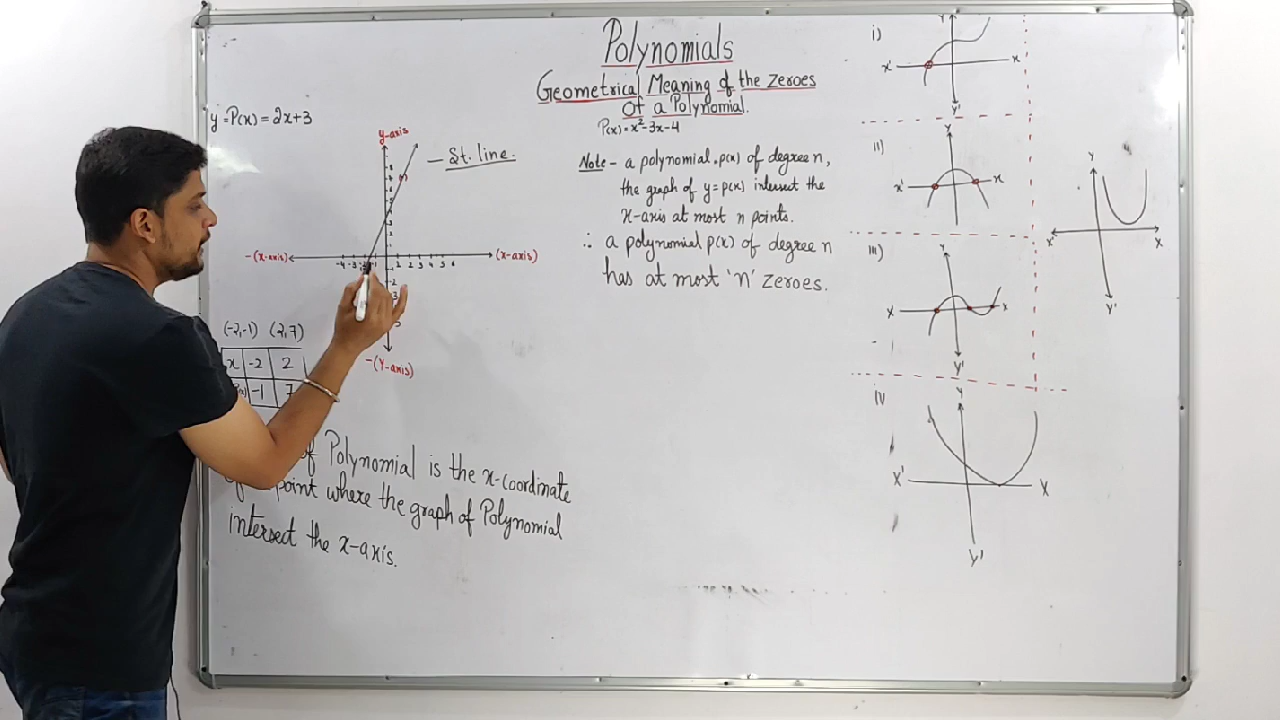 Polynomials
Geometrical Meaning of the zeroes
of a Polynomial.
P(x) = x²-3x-4
y = P(x) = 2x+3
y-axis
- St. line.
-(x-axis)
(x-axis)
-(Y-axis)
(-2,-1) (2,7)
x -2 2
-1 7
of Polynomial is the x-coordinate
point where the graph of Polynomial
intersect the x-axis.
Note - a polynomial p(x) of degree n,
the graph of y=p(x) intersect the
x-axis at most n points.
∴ a polynomial p(x) of degree n
has at most 'n' zeroes.
i)
Y
X' X
Y'
ii)
Y
X' X
iii)
Y
X X
Y'
iv
Y
X' X
Y'
Y
X' X
Y'